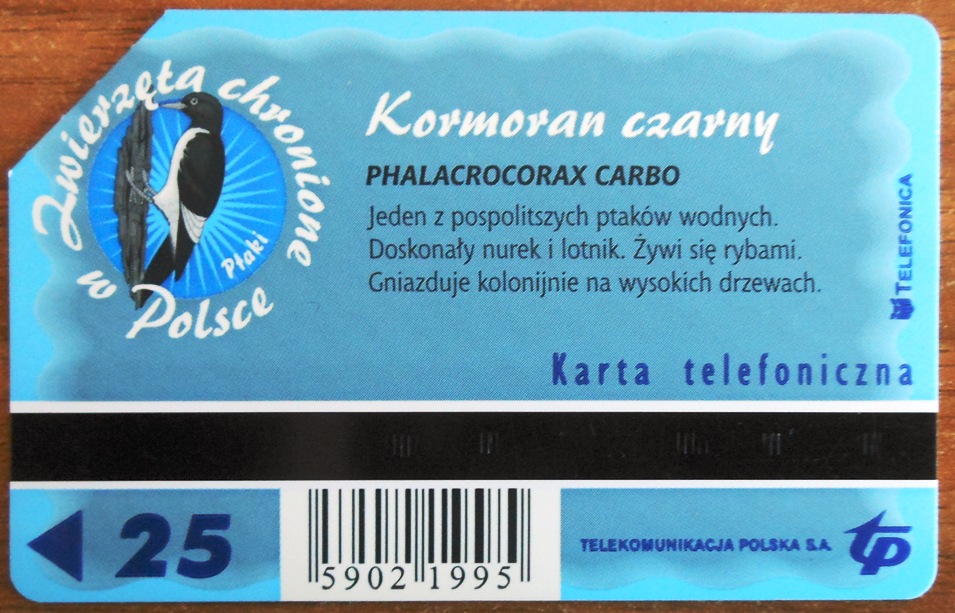 Zwierzęta chronione
w Polsce
Ptaki
Kormoran czarny
PHALACROCORAX CARBO
Jeden z pospolitszych ptaków wodnych.
Doskonały nurek i lotnik. Żywi się rybami.
Gniazduje kolonijnie na wysokich drzewach.
TELEFONICA
Karta telefoniczna
25
5902 1995
TELEKOMUNIKACJA POLSKA S.A.
tp